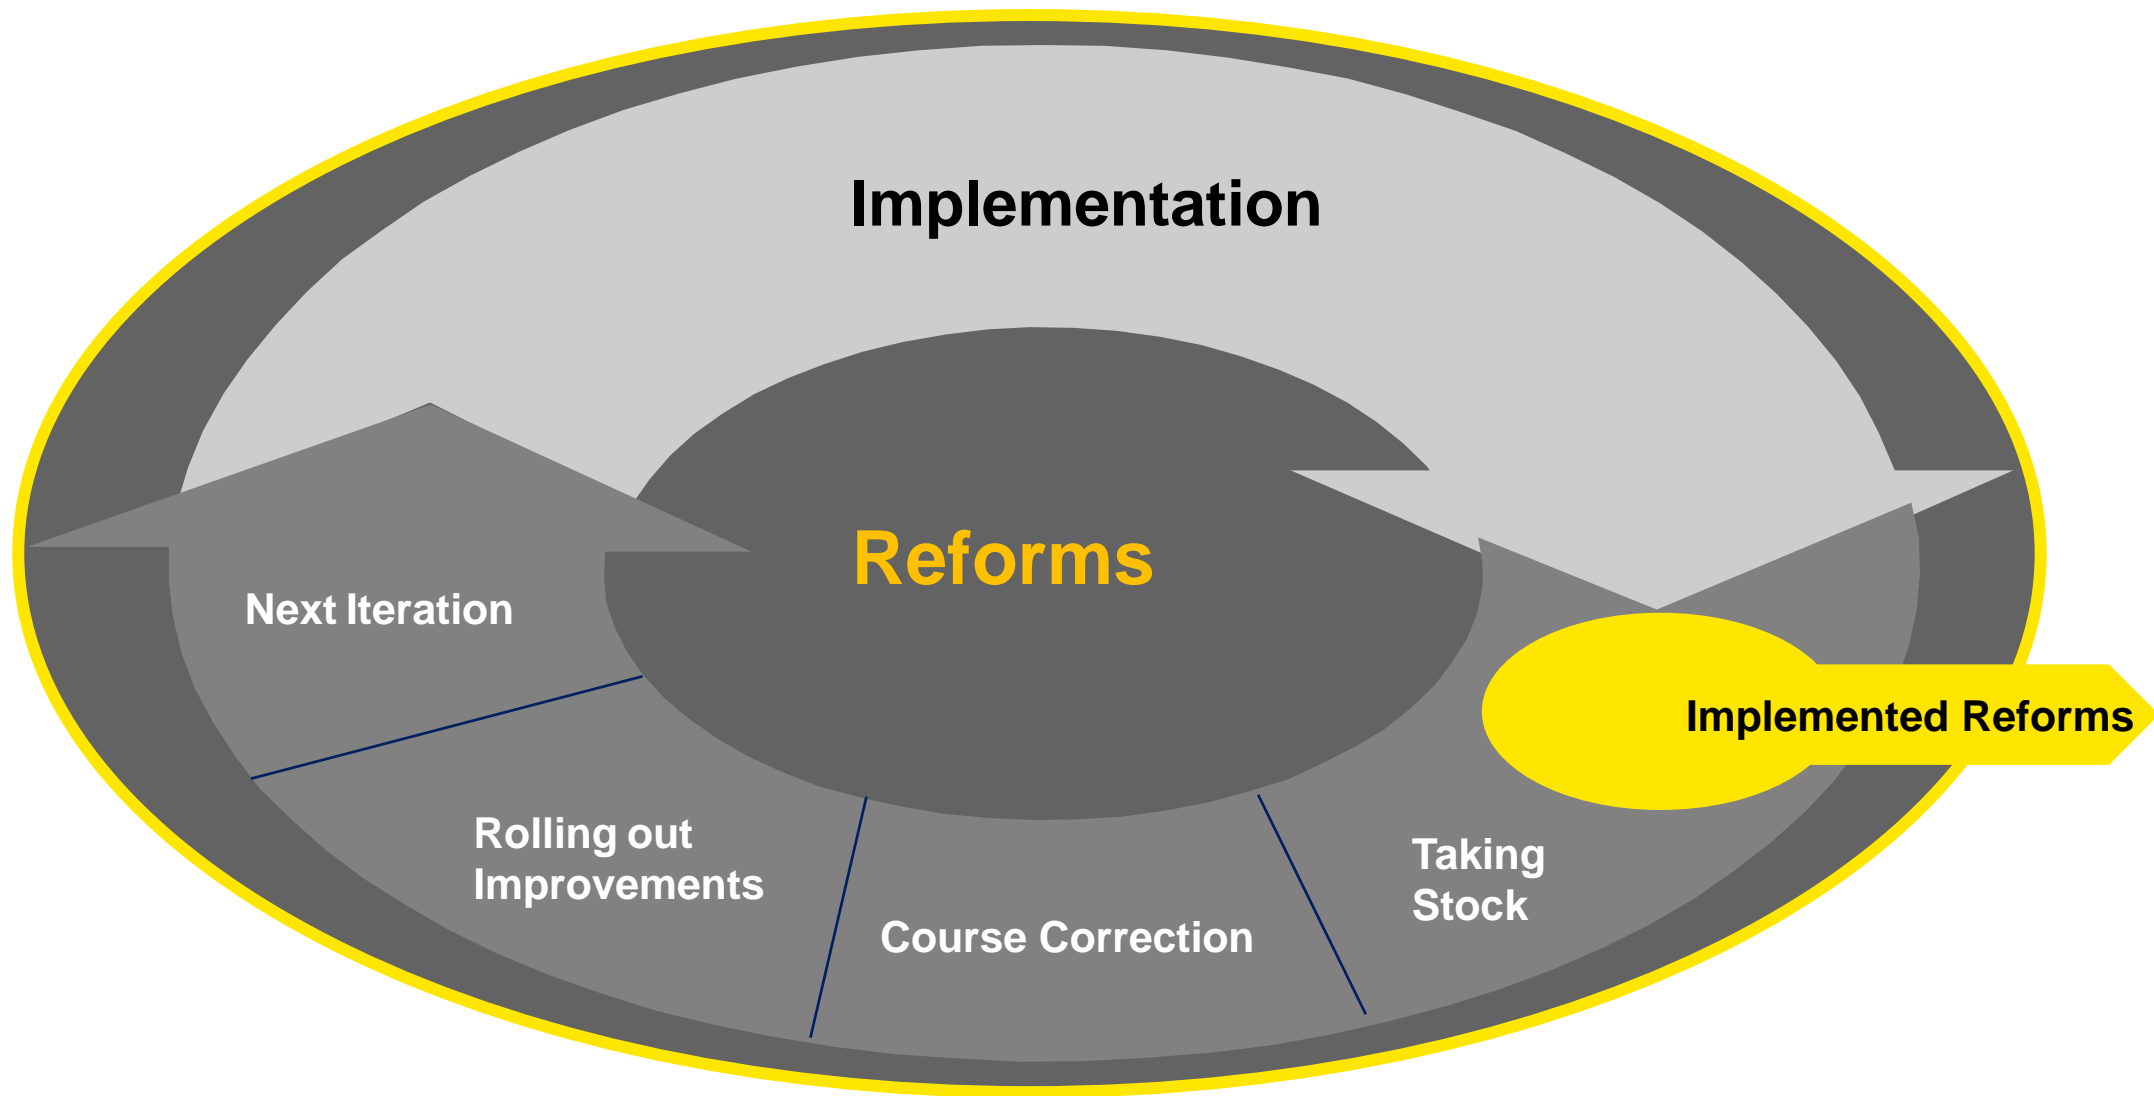 Implementation
Reforms
Next Iteration
Implemented Reforms
Rolling out
Improvements
Taking
Stock
Course Correction